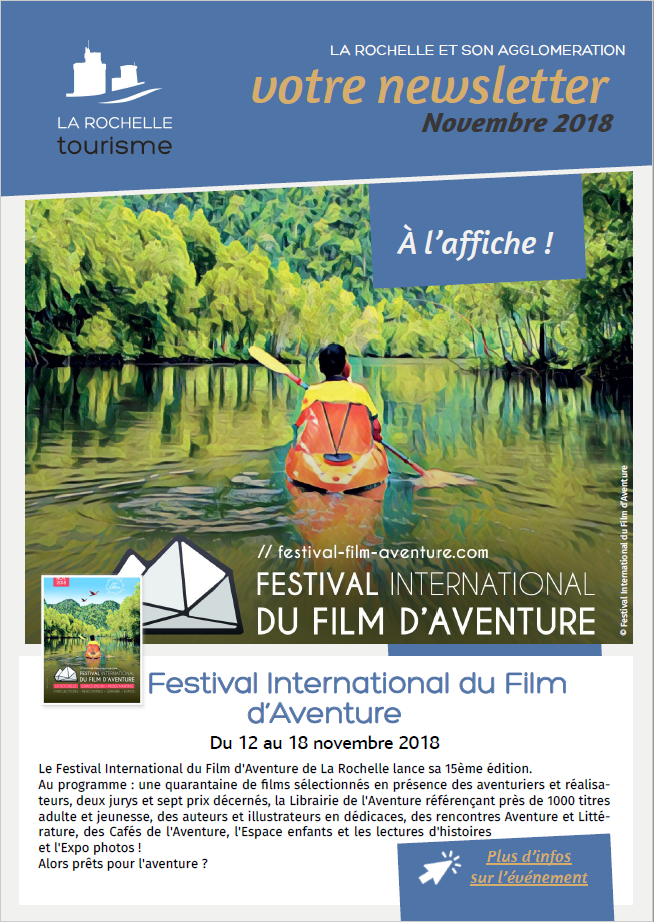 LA ROCHELLE ET SON AGGLOMERATION
votre newsletter
Novembre 2018
LA ROCHELLE
tourisme
À l'affiche !
© Festival International du Film d'Aventure
// festival-film-aventure.com
FESTIVAL INTERNATIONAL
DU FILM D'AVENTURE
2018
FESTIVAL INTERNATIONAL
DU FILM D'AVENTURE
Festival International du Film
d'Aventure
Du 12 au 18 novembre 2018
Le Festival International du Film d'Aventure de La Rochelle lance sa 15ème édition.
Au programme : une quarantaine de films sélectionnés en présence des aventuriers et réalisa-
teurs, deux jurys et sept prix décernés, la Librairie de l'Aventure référençant près de 1000 titres
adulte et jeunesse, des auteurs et illustrateurs en dédicaces, des rencontres Aventure et Litté-
rature, des Cafés de l'Aventure, l'Espace enfants et les lectures d'histoires
et l'Expo photos !
Alors prêts pour l'aventure ?
Plus d'infos
sur l'événement